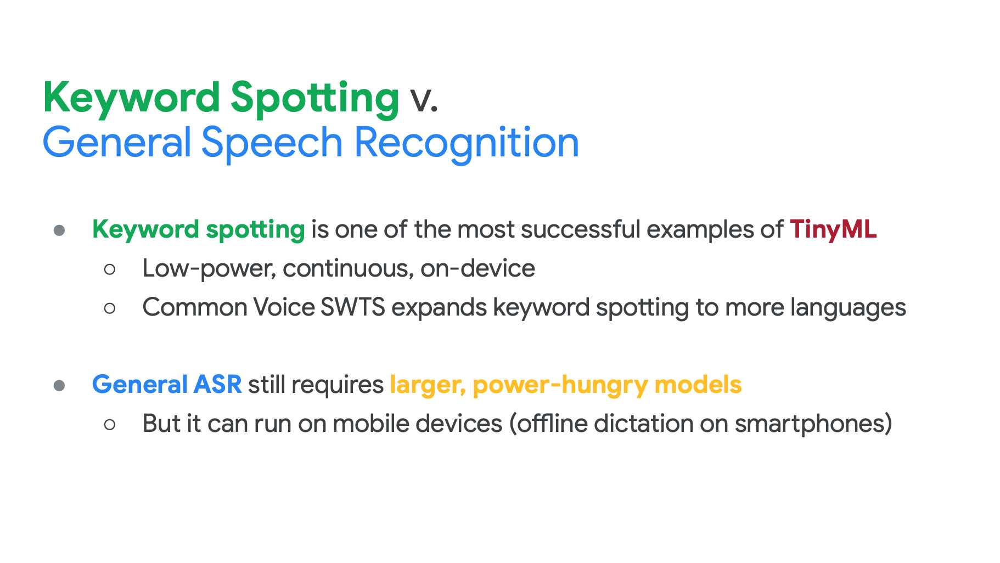 Keyword Spotting v.
General Speech Recognition
● Keyword spotting is one of the most successful examples of TinyML
○ Low-power, continuous, on-device
○ Common Voice SWTS expands keyword spotting to more languages
● General ASR still requires larger, power-hungry models
○ But it can run on mobile devices (offline dictation on smartphones)